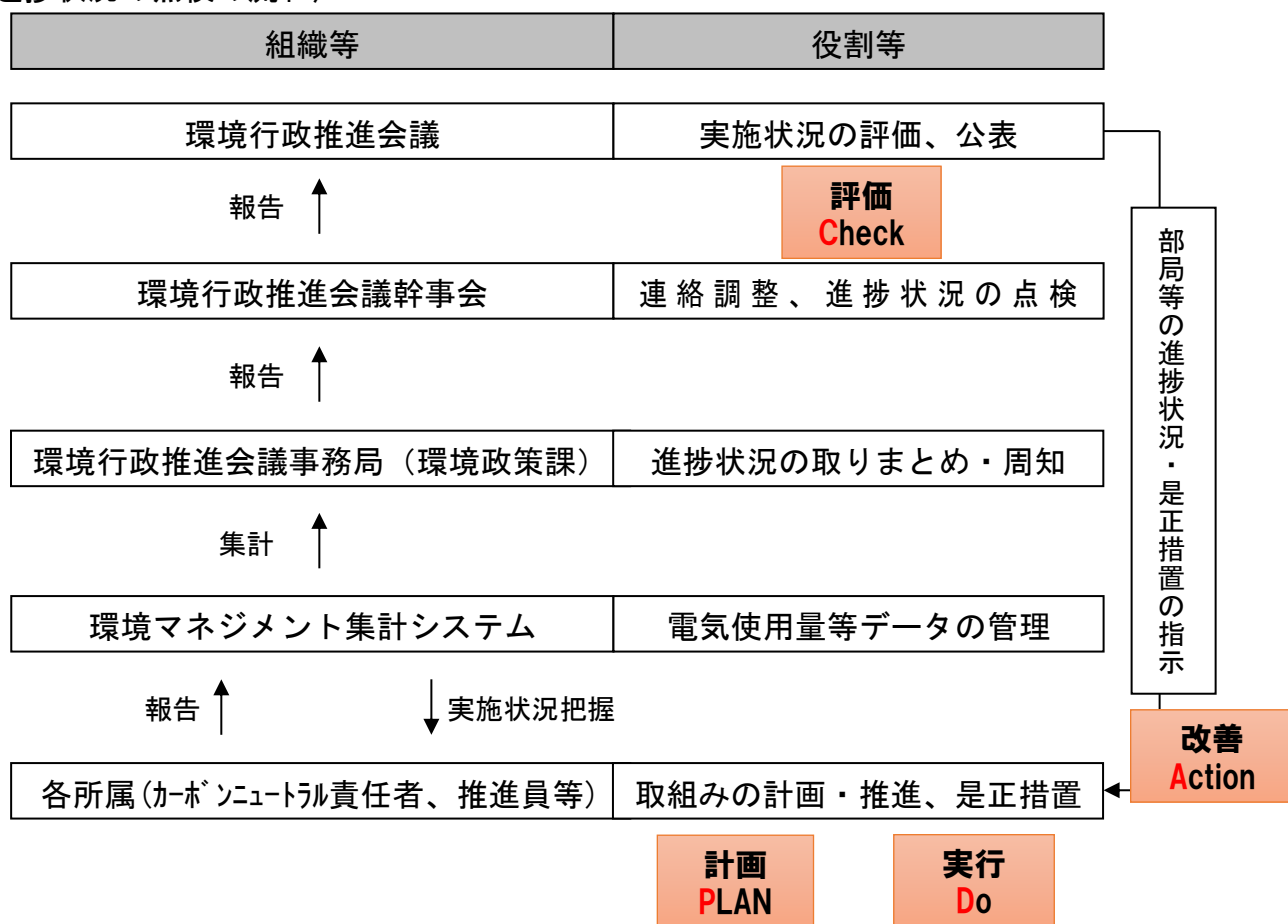 組織等 役割等
環境行政推進会議 実施状況の評価、公表
報告
評価
Check
環境行政推進会議幹事会 連絡調整、進捗状況の点検
報告
環境行政推進会議事務局（環境政策課） 進捗状況の取りまとめ・周知
集計
環境マネジメント集計システム 電気使用量等データの管理
報告 実施状況把握
部局等の進捗状況・是正措置の指示
改善
Action
各所属(ｶｰﾎﾞﾝﾆｭｰﾄﾗﾙ責任者、推進員等) 取組みの計画・推進、是正措置
計画
PLAN
実行
Do